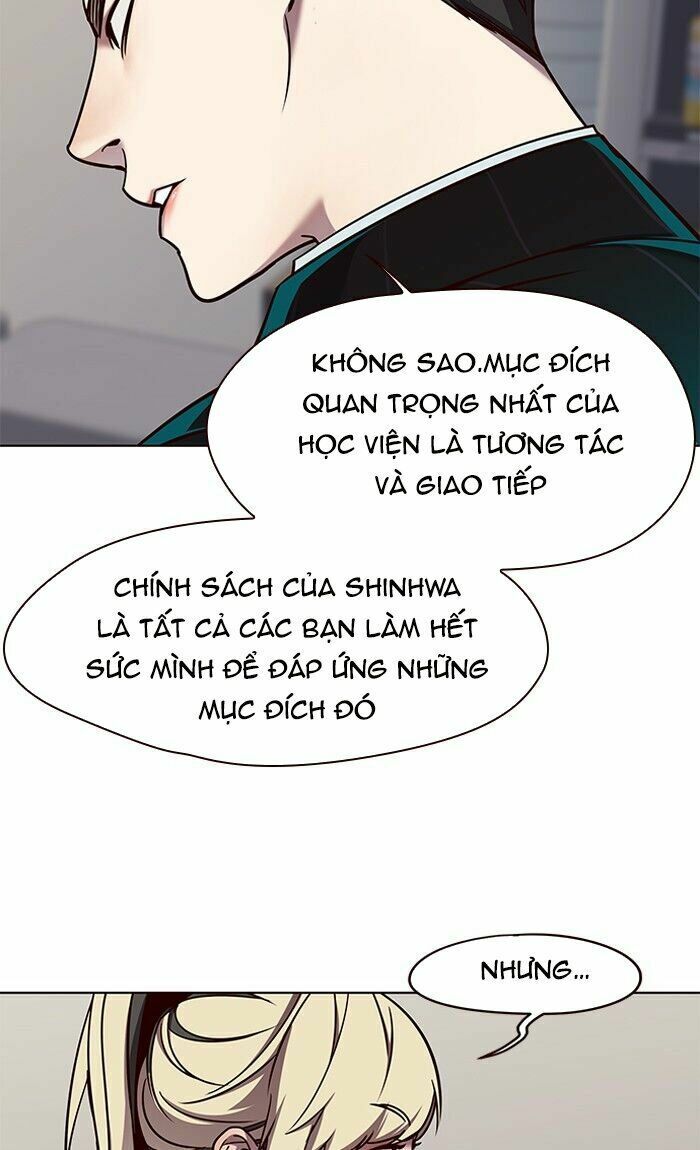 KHÔNG SAO.MỤC ĐÍCH
QUAN TRỌNG NHẤT CỦA
HỌC VIỆN LÀ TƯƠNG TÁC
VÀ GIAO TIẾP
CHÍNH SÁCH CỦA SHINHWA
LÀ TẤT CẢ CÁC BẠN LÀM HẾT
SỨC MÌNH ĐỂ ĐÁP ỨNG NHỮNG
MỤC ĐÍCH ĐÓ
NHƯNG...